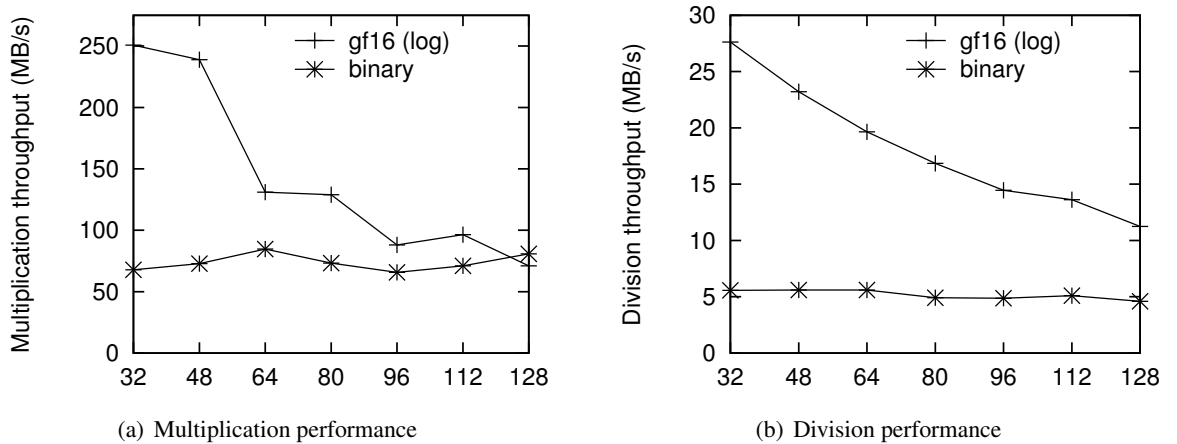 Multiplication throughput (MB/s)
250
200
150
100
50
0
32 48 64 80 96 112 128
gf16 (log)
binary
(a) Multiplication performance
Division throughput (MB/s)
30
25
20
15
10
5
0
32 48 64 80 96 112 128
gf16 (log)
binary
(b) Division performance